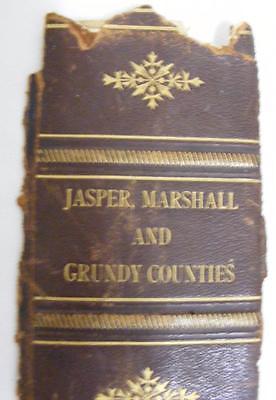 JASPER, MARSHALL
AND
GRUNDY COUNTIES